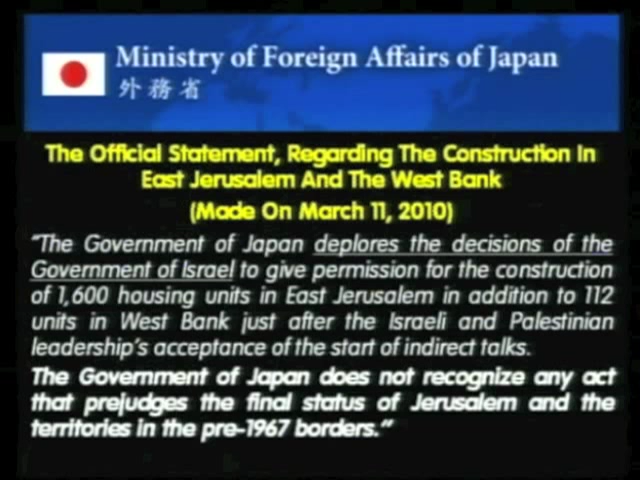 Ministry of Foreign Affairs of Japan
外務省
The Official Statement, Regarding The Construction In
East Jerusalem And The West Bank
(Made On March 11, 2010)
"The Government of Japan deplores the decisions of the
Government of Israel to give permission for the construction
of 1,600 housing units in East Jerusalem in addition to 112
units in West Bank just after the Israeli and Palestinian
leadership's acceptance of the start of indirect talks.
The Government of Japan does not recognize any act
that prejudges the final status of Jerusalem and the
territories in the pre-1967 borders."